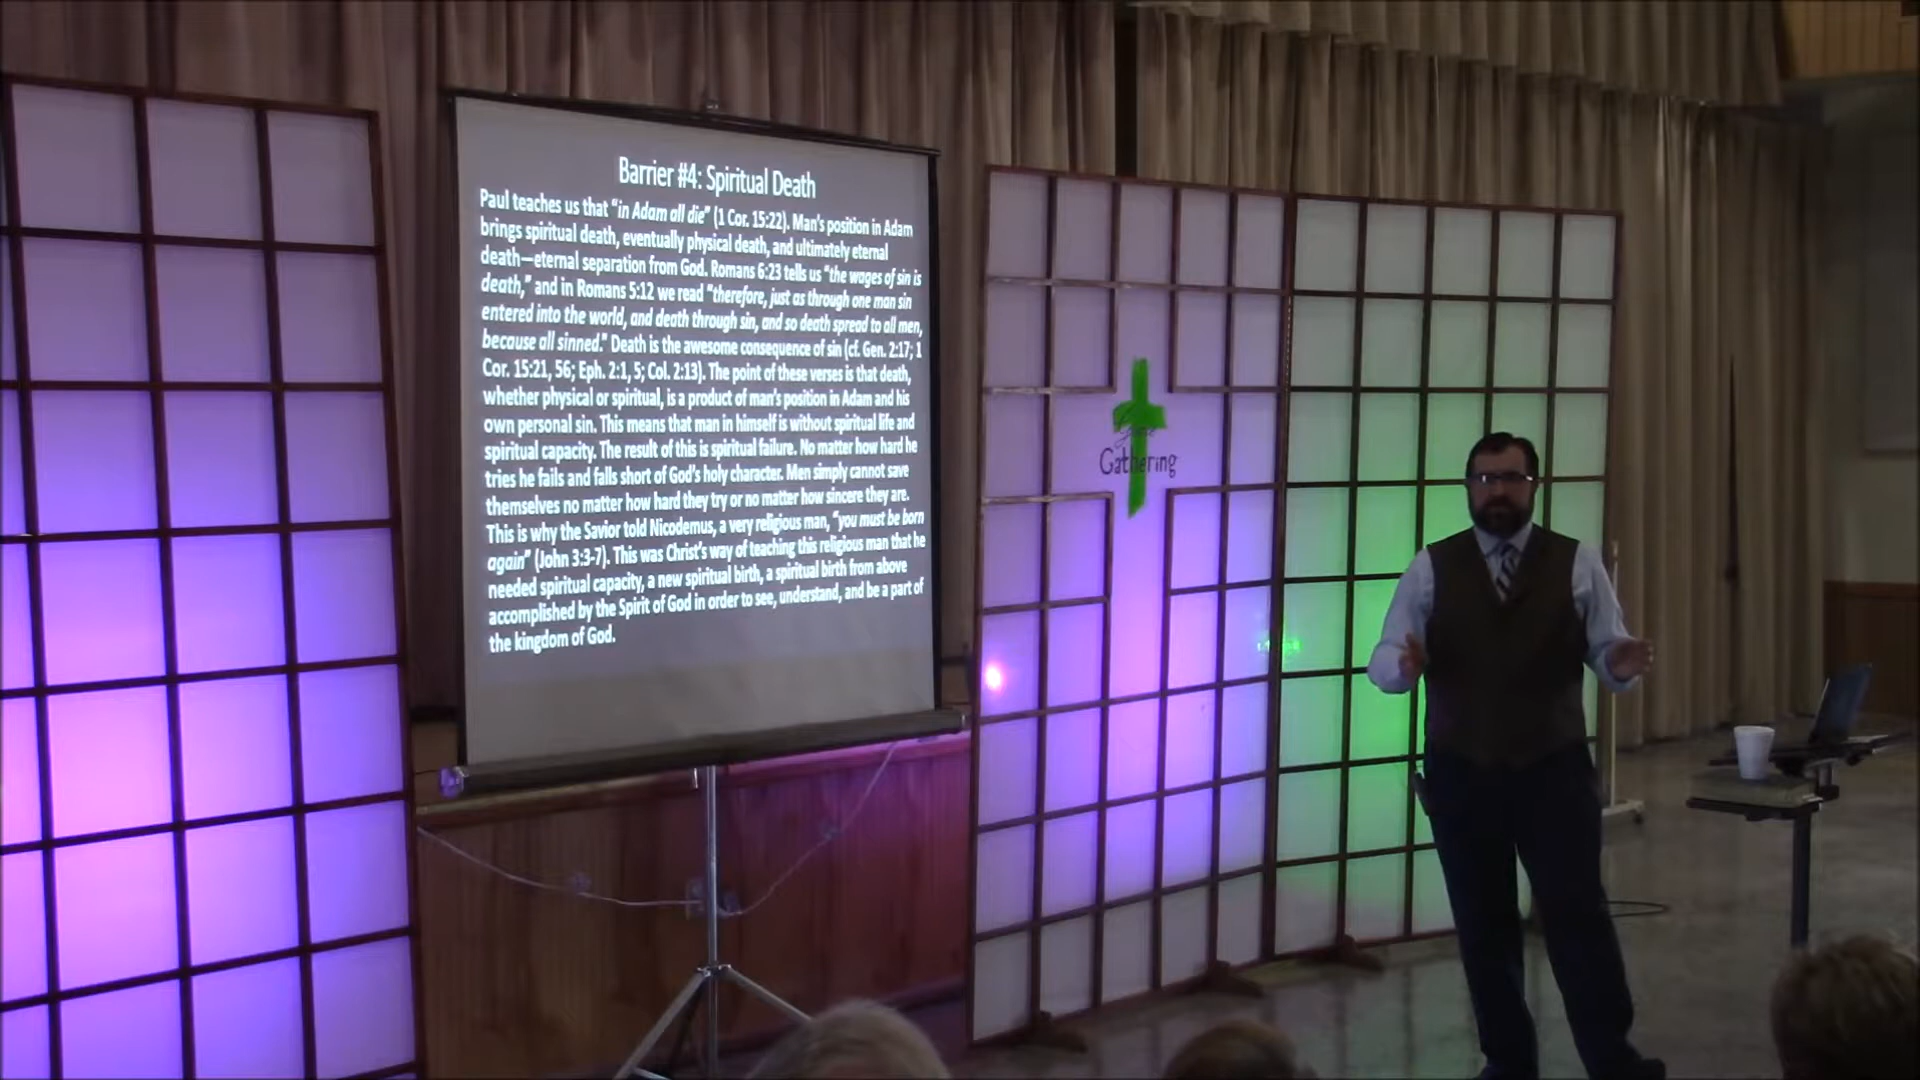 Barrier #4: Spiritual Death
Paul teaches us that “in Adam all die” (1 Cor. 15:22). Man’s position in Adam
brings spiritual death, eventually physical death, and ultimately eternal
death—eternal separation from God. Romans 6:23 tells us “the wages of sin is
death,” and in Romans 5:12 we read “therefore, just as through one man sin
entered into the world, and death through sin, and so death spread to all men,
because all sinned.” Death is the awesome consequence of sin (cf. Gen. 2:17; 1
Cor. 15:21, 56; Eph. 2:1, 5; Col. 2:13). The point of these verses is that death,
whether physical or spiritual, is a product of man’s position in Adam and his
own personal sin. This means that man in himself is without spiritual life and
spiritual capacity. The result of this is spiritual failure. No matter how hard he
tries he fails and falls short of God’s holy character. Men simply cannot save
themselves no matter how hard they try or no matter how sincere they are.
This is why the Savior told Nicodemus, a very religious man, “you must be born
again” (John 3:3-7). This was Christ’s way of teaching this religious man that he
needed spiritual capacity, a new spiritual birth, a spiritual birth from above
accomplished by the Spirit of God in order to see, understand, and be a part of
the kingdom of God.
Gathering